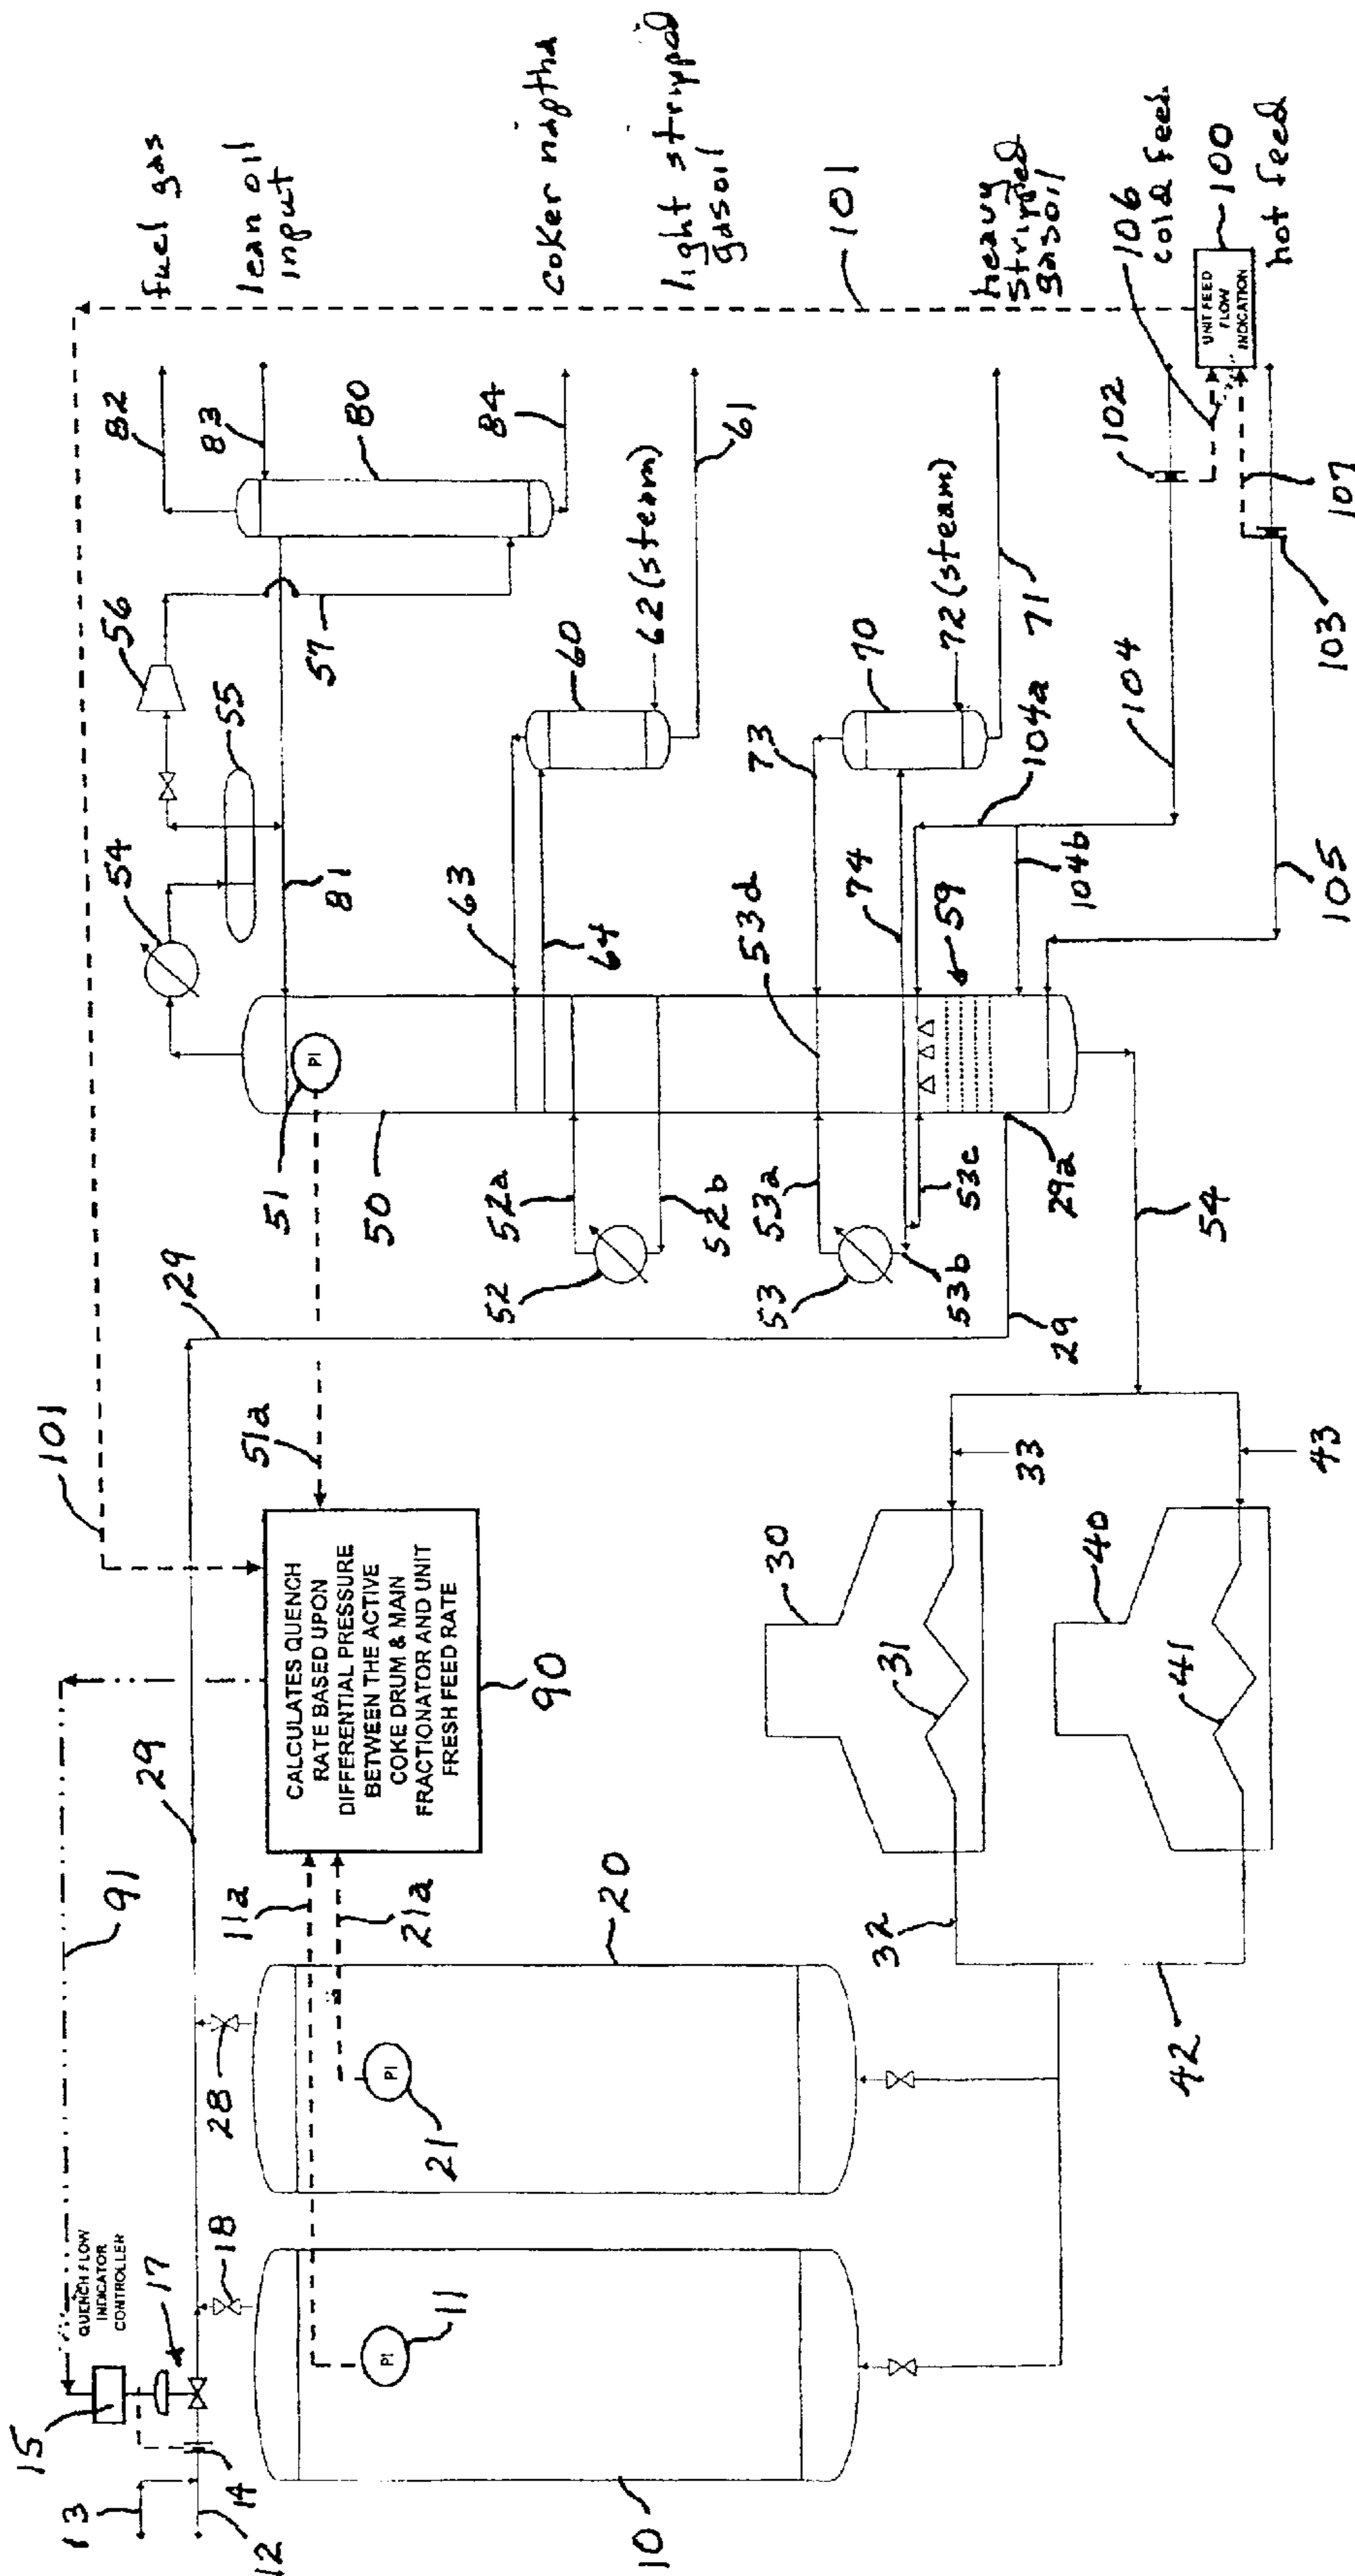 101
91
QUENCH FLOW
INDICATOR
CONTROLLER
15
17
13
12
14
18
28
29
29
54
55
56
57
82
83
fuel gas
lean oil
input
10
11
20
21
11a
21a
CALCULATES QUENCH
RATE BASED UPON
DIFFERENTIAL PRESSURE
BETWEEN THE ACTIVE
COKE DRUM & MAIN
FRACTIONATOR AND UNIT
FRESH FEED RATE
90
51a
51
PI
PI
PI
50
81
80
84
coker naptha
52
52a
52b
63
64
60
62 (steam)
61
light stripped
gasoil
53
53a
53b
53c
53d
73
74
70
72 (steam)
71
heavy
stripped
gasoil
101
59
29a
29
104a
104b
104
102
106
cold feed
UNIT FEED
FLOW
INDICATION
100
hot feed
107
103
105
54
30
31
32
33
40
41
42
43